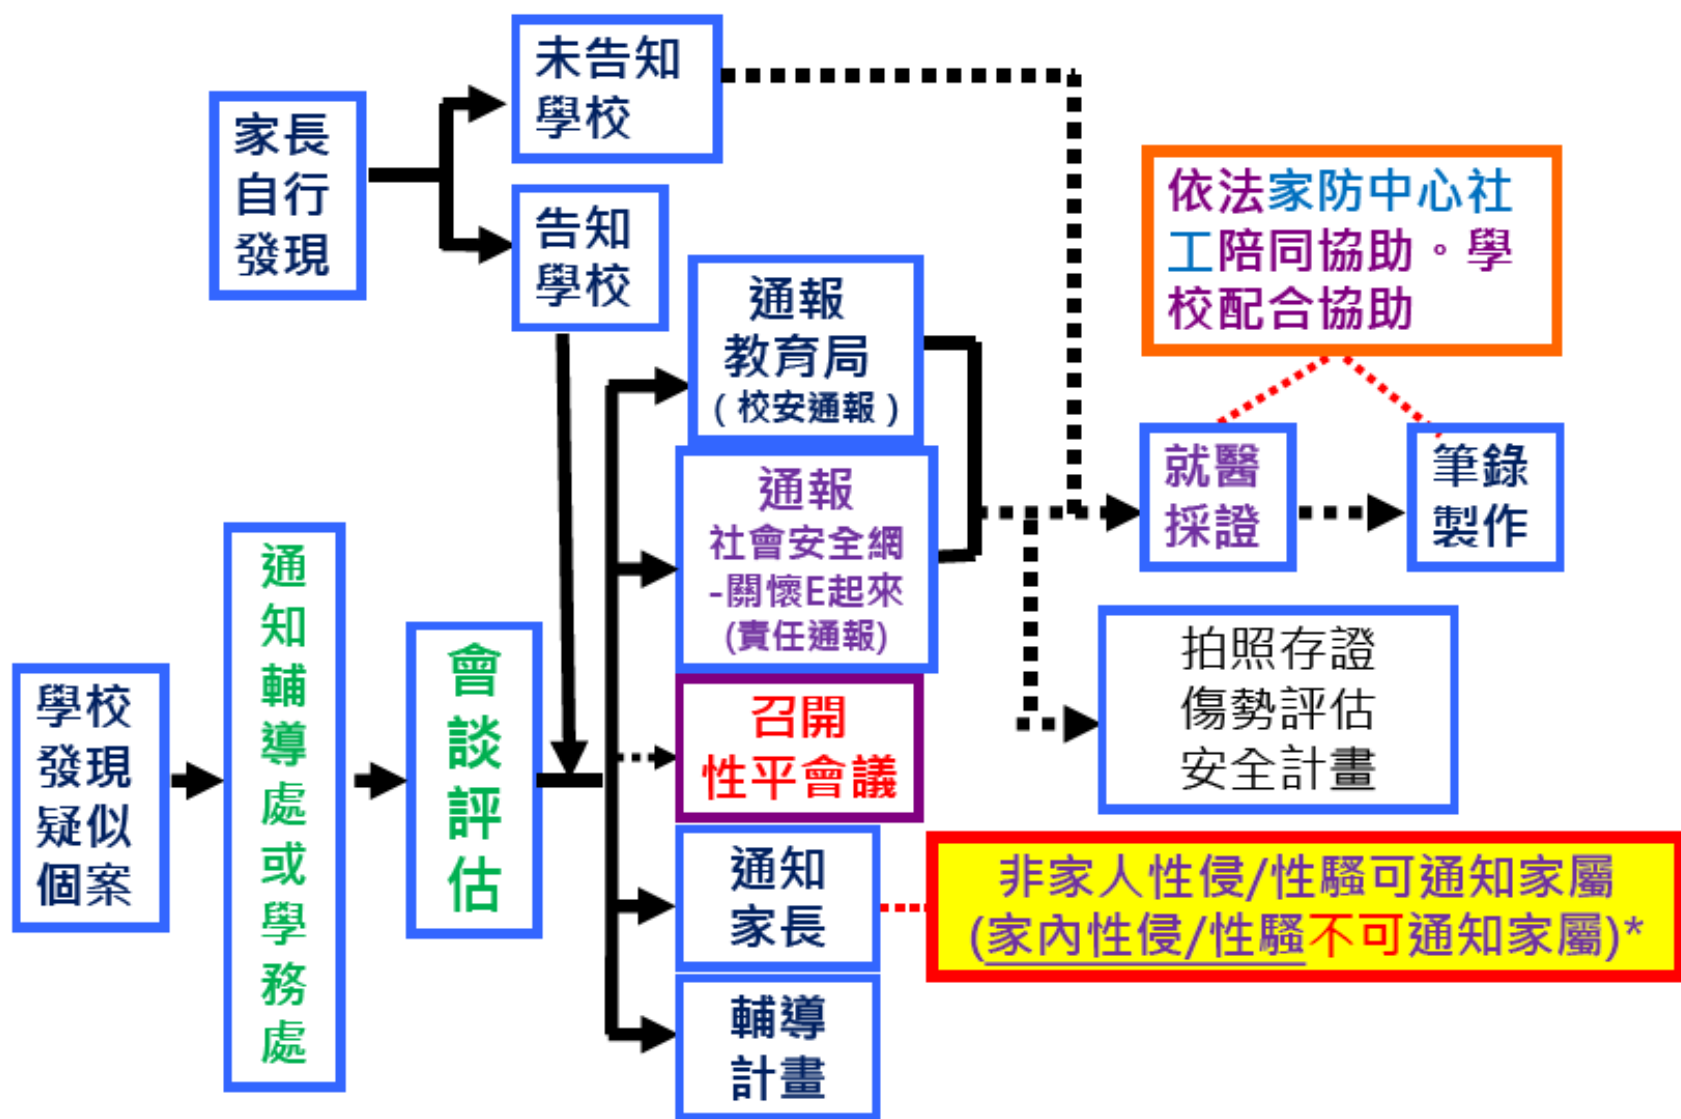 未告知
學校
家長
自行
發現
告知
學校
依法家防中心社
工陪同協助。學
校配合協助
通報
教育局
(校安通報)
就醫
採證
筆錄
製作
通報
社會安全網
-關懷E起來
(責任通報)
拍照存證
傷勢評估
安全計畫
學校
發現
疑似
個案
通知輔導處或學務處
會談評估
召開
性平會議
通知
家長
非家人性侵/性騷可通知家屬
(家內性侵/性騷不可通知家屬)*
輔導
計畫